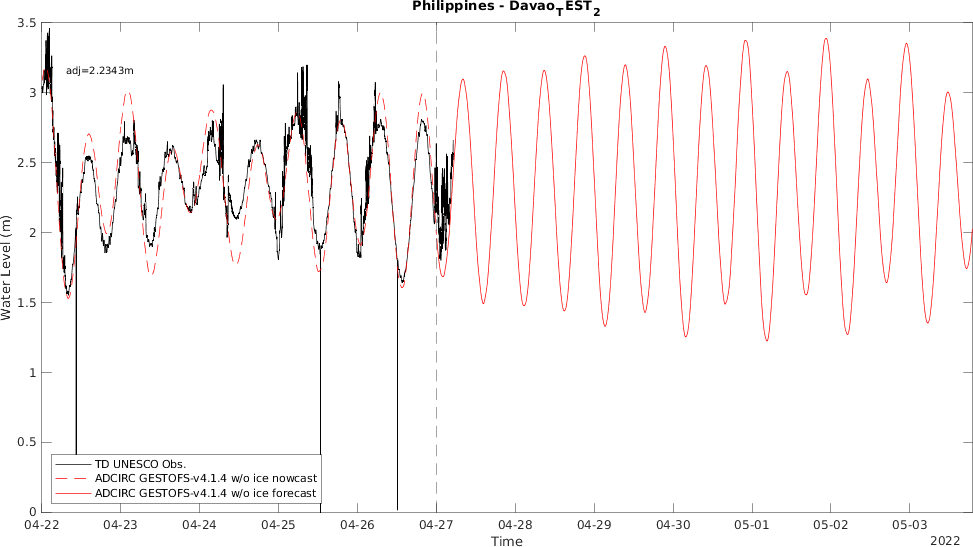 Philippines - Davao_TEST_2
3.5
adj=2.2343m
3
2.5
2
1.5
1
0.5
0
Water Level (m)
TD UNESCO Obs.
ADCIRC GESTOFS-v4.1.4 w/o ice nowcast
ADCIRC GESTOFS-v4.1.4 w/o ice forecast
04-22 04-23 04-24 04-25 04-26 04-27 04-28 04-29 04-30 05-01 05-02 05-03
Time
2022